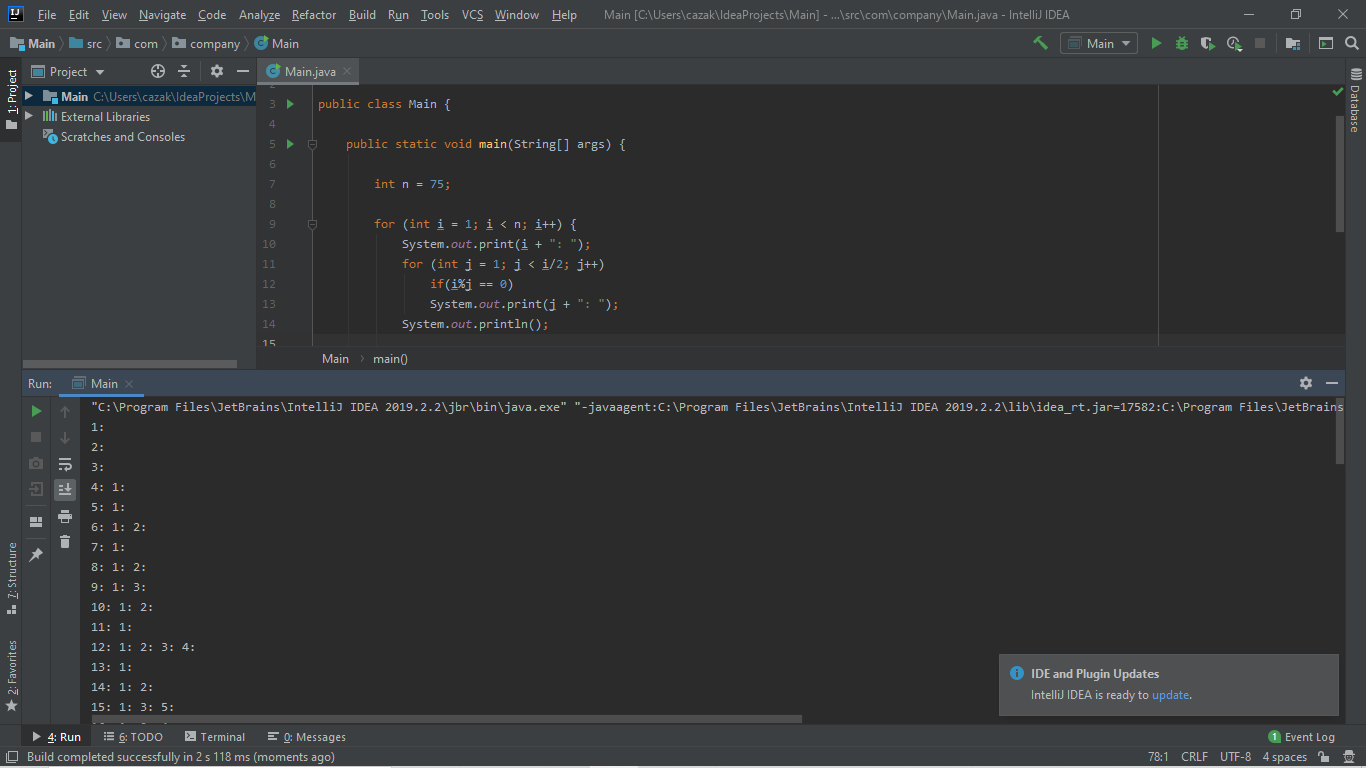 File Edit View Navigate Code Analyze Refactor Build Run Tools VCS Window Help Main [C:\Users\cazak\IdeaProjects\Main] - ...\src\com\company\Main.java - IntelliJ IDEA
Main src com company Main Main
1: Project
Project
Main.java
Main C:\Users\cazak\IdeaProjects\M
External Libraries
Scratches and Consoles
3 public class Main {
4
5 public static void main(String[] args) {
6
7 int n = 75;
8
9 for (int i = 1; i < n; i++) {
10 System.out.print(i + ": ");
11 for (int j = 1; j < i/2; j++)
12 if(i%j == 0)
13 System.out.print(j + ": ");
14 System.out.println();
15
Database
Main main()
Run: Main
"C:\Program Files\JetBrains\IntelliJ IDEA 2019.2.2\jbr\bin\java.exe" "-javaagent:C:\Program Files\JetBrains\IntelliJ IDEA 2019.2.2\lib\idea_rt.jar=17582:C:\Program Files\JetBrains
1:
2:
3:
4: 1:
5: 1:
6: 1: 2:
7: 1:
8: 1: 2:
9: 1: 3:
10: 1: 2:
11: 1:
12: 1: 2: 3: 4:
13: 1:
14: 1: 2:
15: 1: 3: 5:
7: Structure
2: Favorites
IDE and Plugin Updates
IntelliJ IDEA is ready to update.
4: Run 6: TODO Terminal 0: Messages 1 Event Log
Build completed successfully in 2 s 118 ms (moments ago) 78:1 CRLF UTF-8 4 spaces